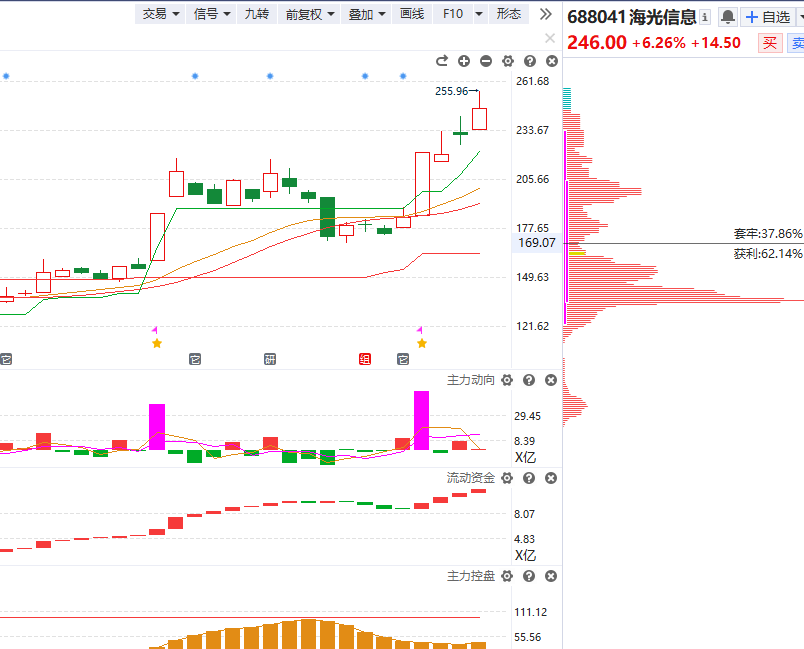 交易 信号 九转 前复权 叠加 画线 F10 形态
688041 海光信息 自选
246.00 +6.26% +14.50 买 卖
261.68
255.96
233.67
205.66
177.65
169.07
套牢:37.86%
获利:62.14%
149.63
121.62
研 组
主力动向
29.45
8.39
X亿
流动资金
8.07
4.83
X亿
主力控盘
111.12
55.56